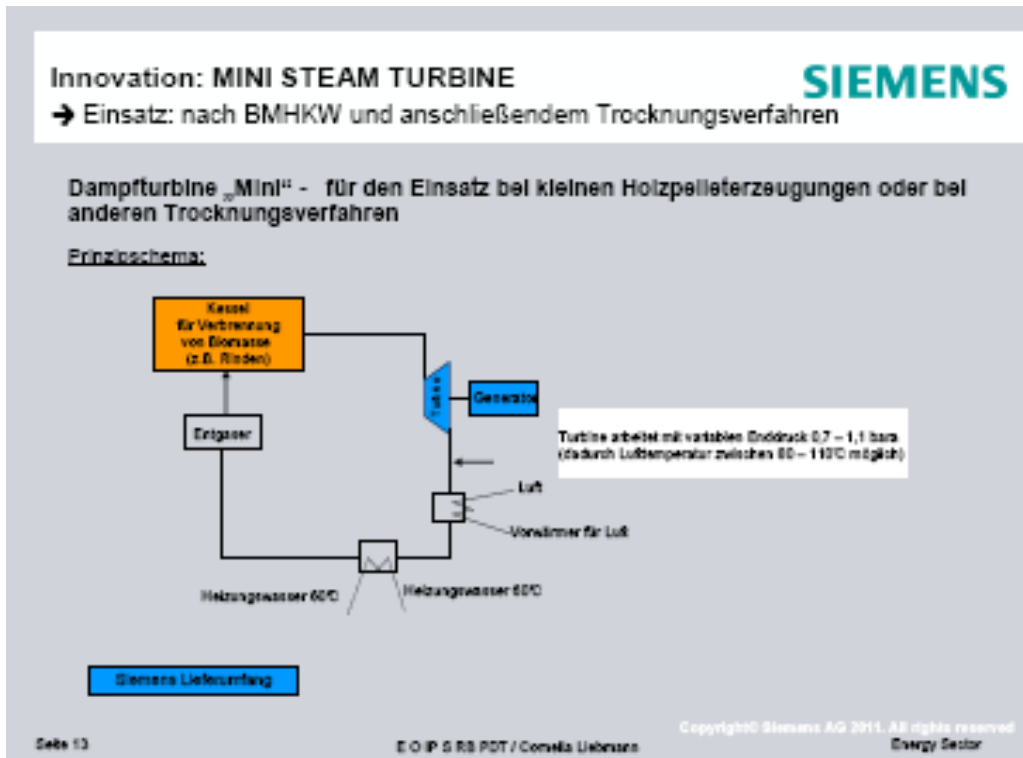 Innovation: MINI STEAM TURBINE
SIEMENS
➔ Einsatz: nach BMHKW und anschließendem Trocknungsverfahren
Dampfturbine „Mini“ - für den Einsatz bei kleinen Holzpelleterzeugungen oder bei
anderen Trocknungsverfahren
Prinzipschema:
Kessel
für Verbrennung
von Biomasse
(z.B. Rinden)
Turbine
Generator
Entgaser
Turbine arbeitet mit variablen Enddruck 0,7 – 1,1 bara
(dadurch Lufttemperatur zwischen 80 – 110°C möglich)
Luft
Vorwärmer für Luft
Heizungswasser 60°C
Heizungswasser
Siemens Lieferumfang
Copyright© Siemens AG 2011. All rights reserved
Seite 13
E O IP S RB PDT / Cornelia Liebmann
Energy Sector